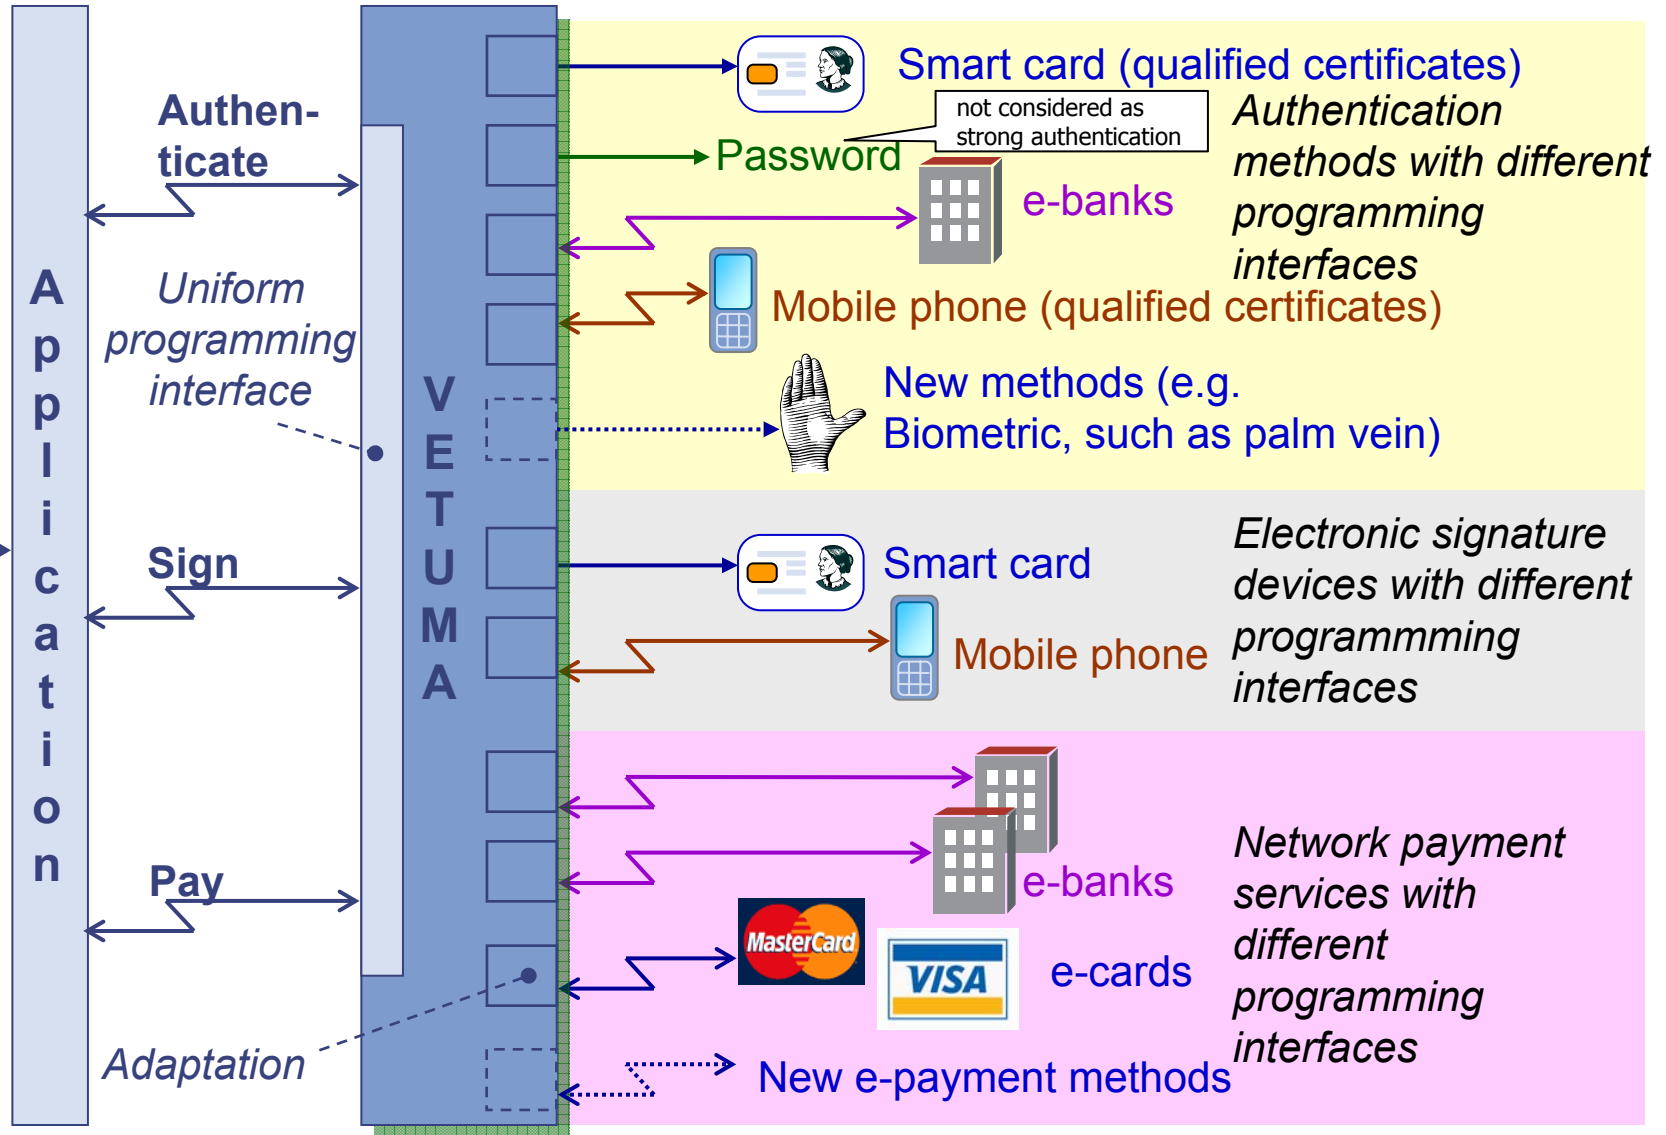 Application
Authen-
ticate
Uniform
programming
interface
Sign
Pay
Adaptation
VETUMA
Smart card (qualified certificates)
not considered as
strong authentication
Password
e-banks
Mobile phone (qualified certificates)
New methods (e.g.
Biometric, such as palm vein)
Authentication
methods with different
programming
interfaces
Smart card
Mobile phone
Electronic signature
devices with different
programmming
interfaces
e-banks
MasterCard
VISA
e-cards
New e-payment methods
Network payment
services with
different
programming
interfaces